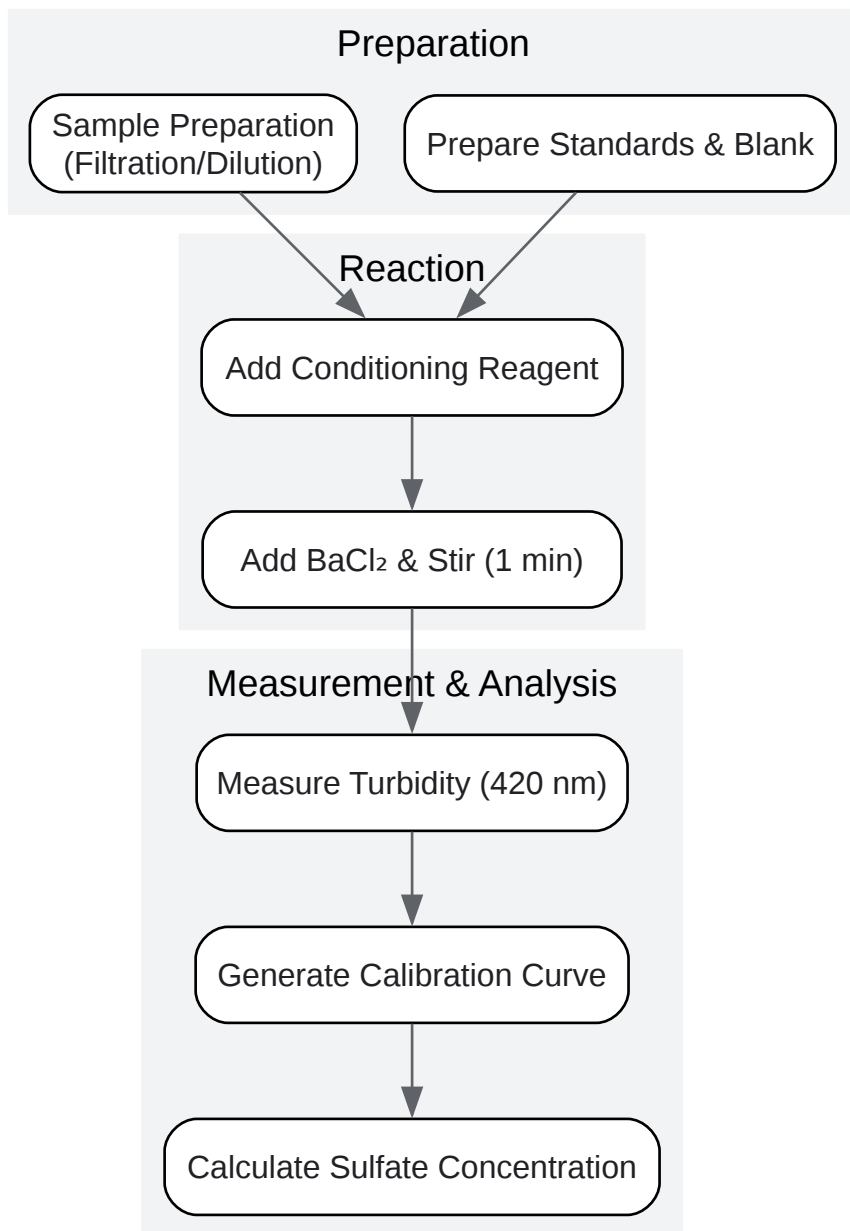 Preparation
Sample Preparation
(Filtration/Dilution)
Prepare Standards & Blank
Reaction
Add Conditioning Reagent
Add BaCl₂ & Stir (1 min)
Measurement & Analysis
Measure Turbidity (420 nm)
Generate Calibration Curve
Calculate Sulfate Concentration